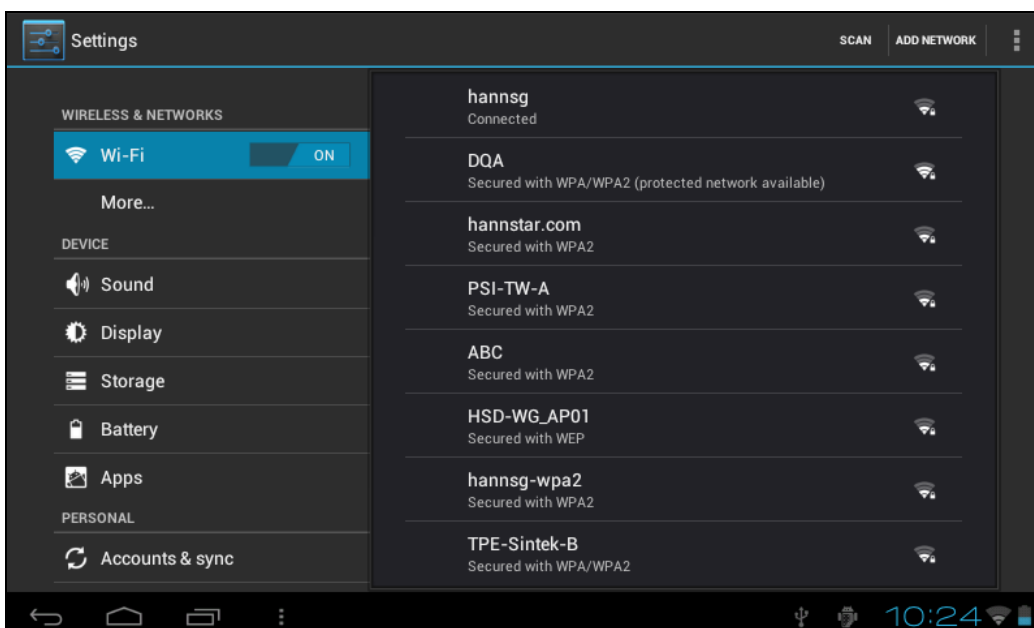 Settings
SCAN
ADD NETWORK
WIRELESS & NETWORKS
Wi-Fi
ON
More...
DEVICE
Sound
Display
Storage
Battery
Apps
PERSONAL
Accounts & sync
hannsg
Connected
DQA
Secured with WPA/WPA2 (protected network available)
hannstar.com
Secured with WPA2
PSI-TW-A
Secured with WPA2
ABC
Secured with WPA2
HSD-WG_AP01
Secured with WEP
hannsg-wpa2
Secured with WPA2
TPE-Sintek-B
Secured with WPA/WPA2
10:24